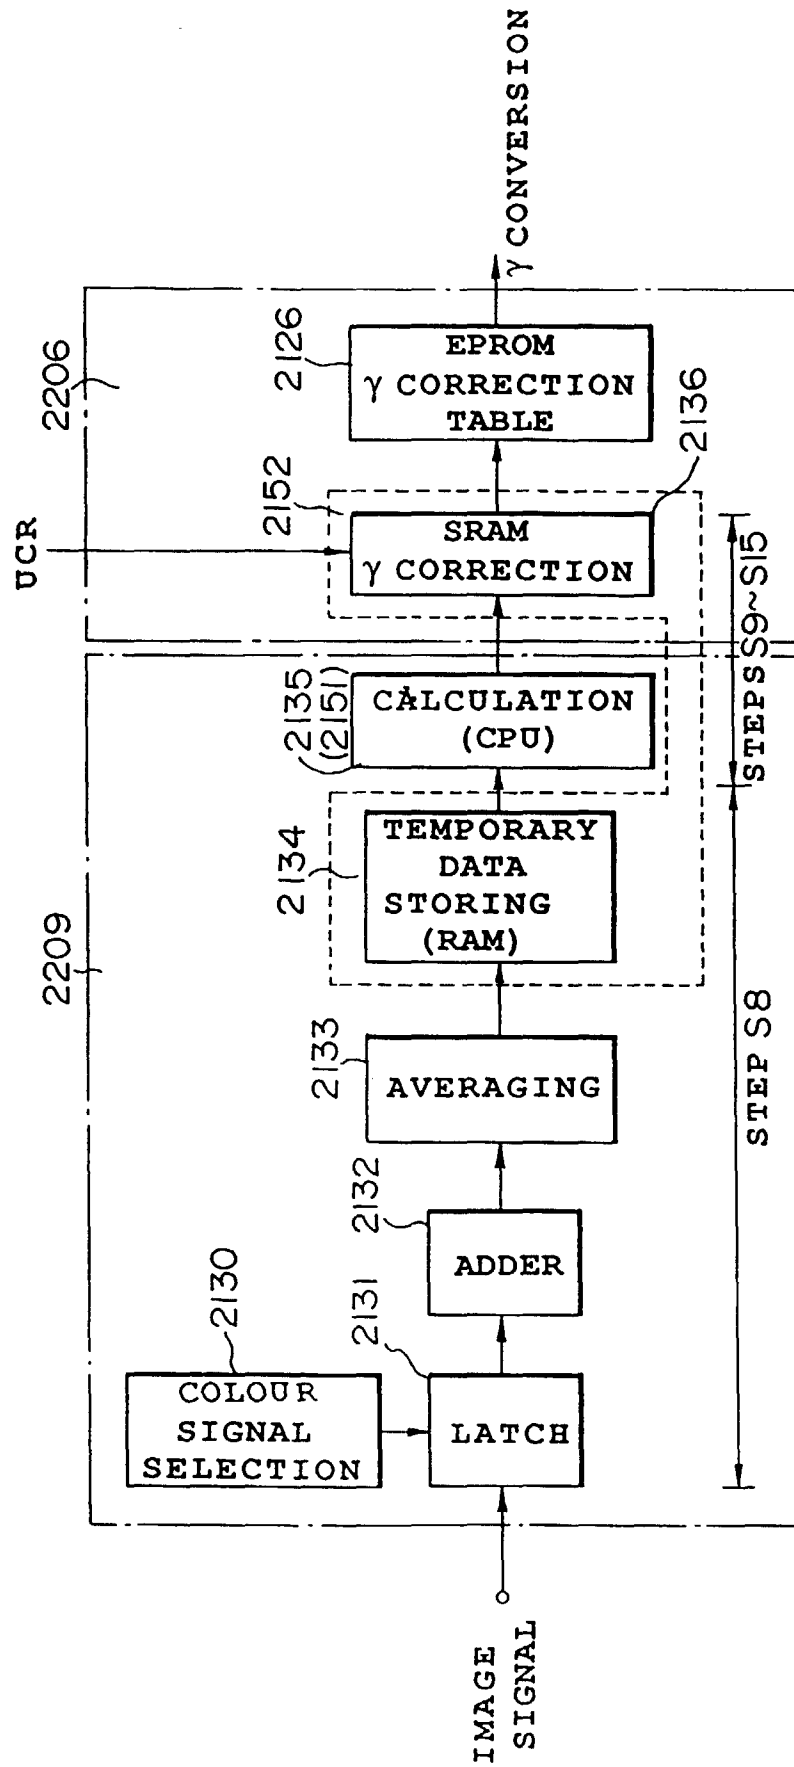 IMAGE
SIGNAL
2209
2130
COLOUR
SIGNAL
SELECTION
2131
LATCH
2132
ADDER
2133
AVERAGING
2134
TEMPORARY
DATA
STORING
(RAM)
2135
(2151)
CALCULATION
(CPU)
UCR
2206
2152
SRAM
γ CORRECTION
2136
2126
EPROM
γ CORRECTION
TABLE
γ CONVERSION
STEP S8
STEPS S9~S15